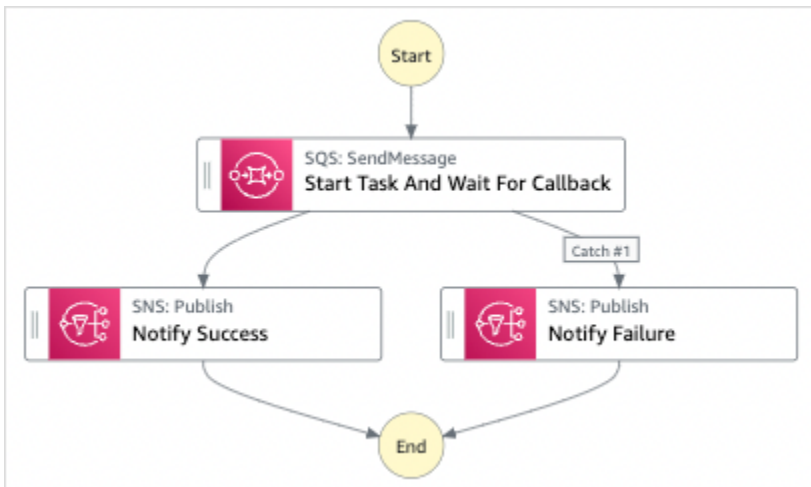 Start
SQS: SendMessage
Start Task And Wait For Callback
Catch #1
SNS: Publish
Notify Success
SNS: Publish
Notify Failure
End